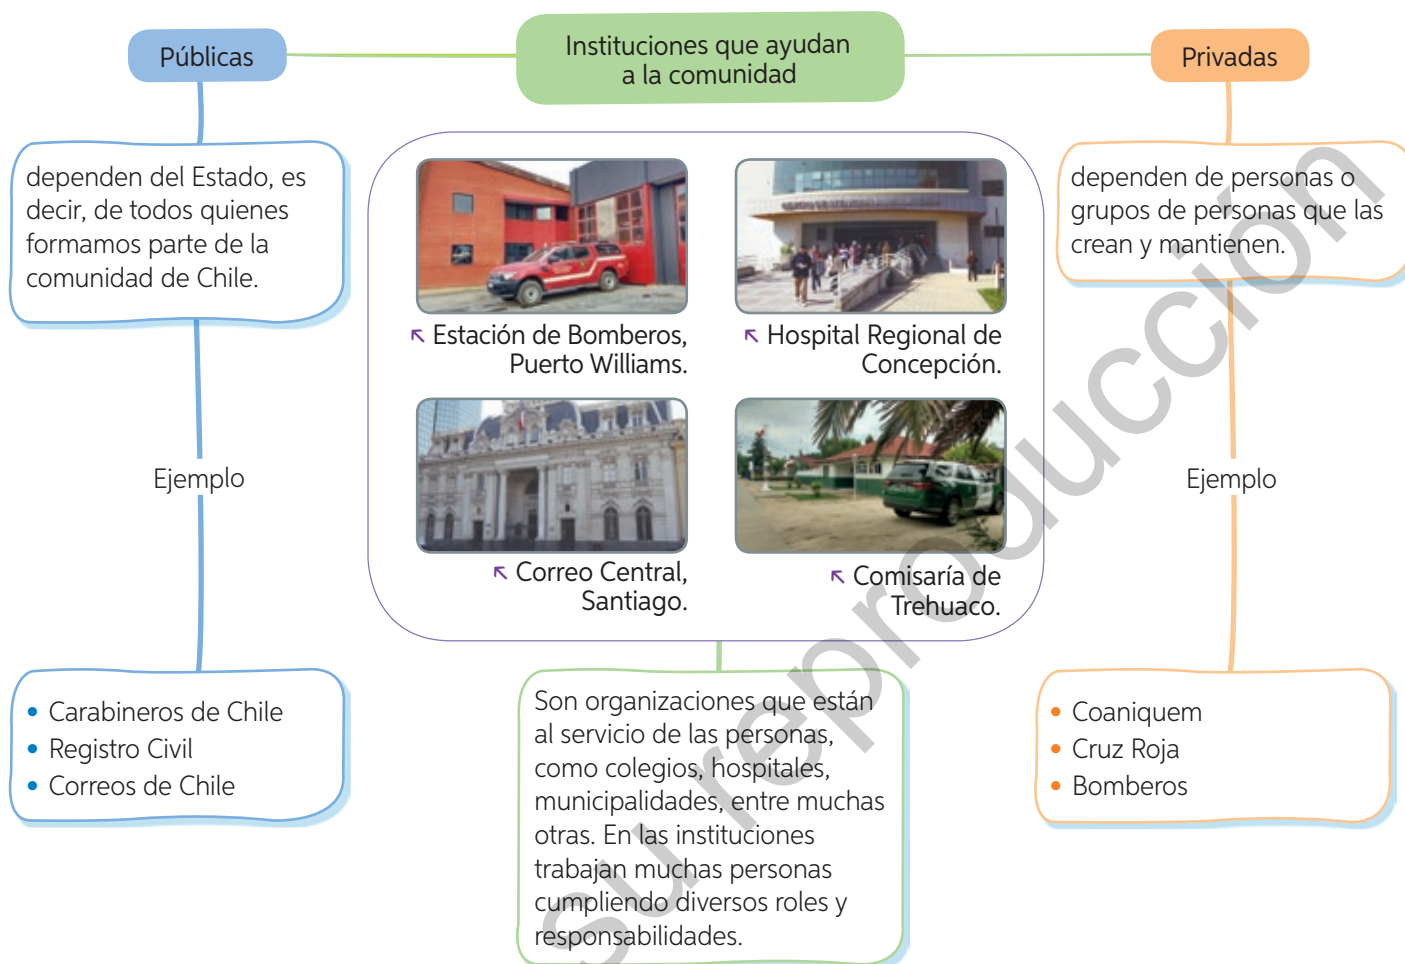 Instituciones que ayudan
a la comunidad
Públicas
dependen del Estado, es
decir, de todos quienes
formamos parte de la
comunidad de Chile.
Ejemplo
• Carabineros de Chile
• Registro Civil
• Correos de Chile
Estación de Bomberos,
Puerto Williams.
Hospital Regional de
Concepción.
Correo Central,
Santiago.
Comisaría de
Trehuaco.
Son organizaciones que están
al servicio de las personas,
como colegios, hospitales,
municipalidades, entre muchas
otras. En las instituciones
trabajan muchas personas
cumpliendo diversos roles y
responsabilidades.
Privadas
dependen de personas o
grupos de personas que las
crean y mantienen.
Ejemplo
• Coaniquem
• Cruz Roja
• Bomberos
su reproducción